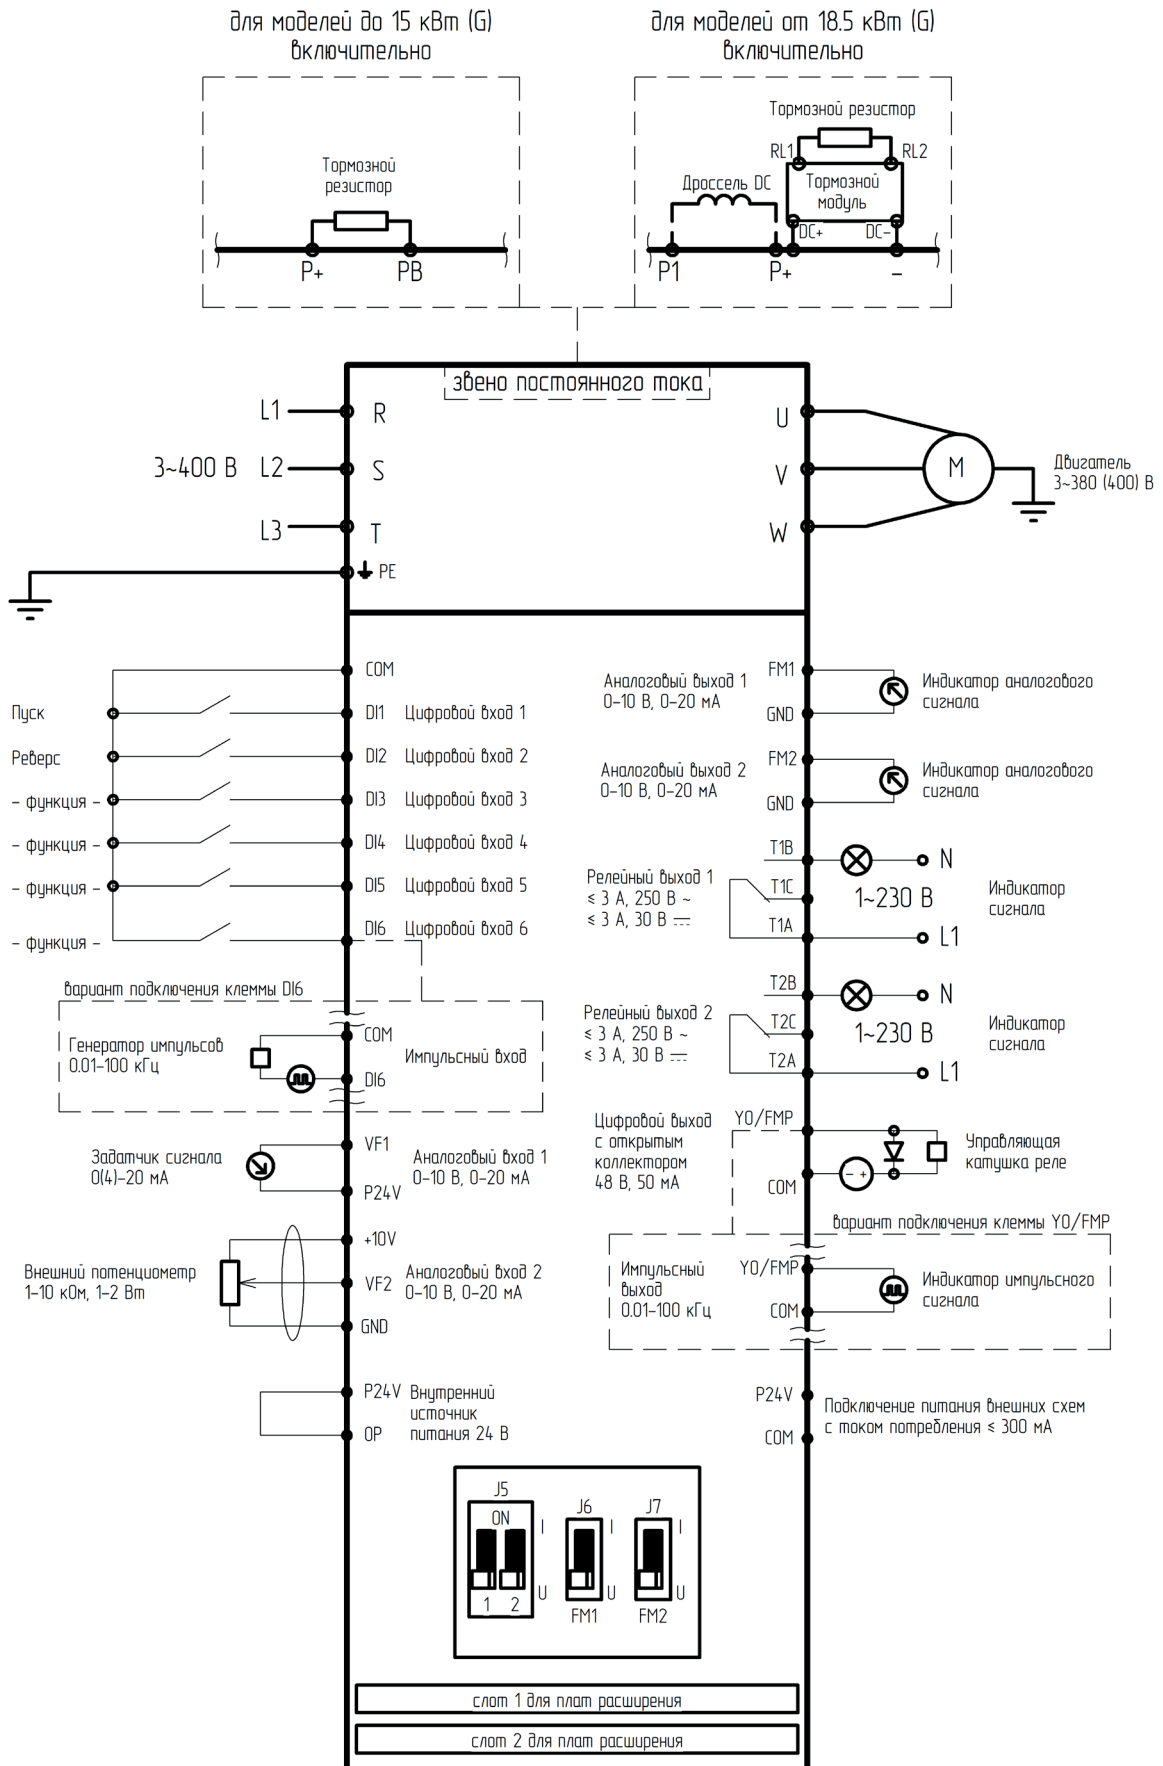 для моделей до 15 кВт (G)
включительно
для моделей от 18.5 кВт (G)
включительно
Тормозной
резистор
P+
PB
Тормозной резистор
RL1
RL2
Дроссель DC
Тормозной
модуль
DC+
DC-
P1
P+
-
звено постоянного тока
L1
R
3~400 В
L2
S
L3
T
PE
U
V
W
M
Двигатель
3~380 (400) В
COM
Пуск
DI1
Цифровой вход 1
Реверс
DI2
Цифровой вход 2
- функция -
DI3
Цифровой вход 3
- функция -
DI4
Цифровой вход 4
- функция -
DI5
Цифровой вход 5
- функция -
DI6
Цифровой вход 6
вариант подключения клеммы DI6
Генератор импульсов
0.01-100 кГц
COM
Импульсный вход
DI6
Задатчик сигнала
0(4)-20 мА
VF1
Аналоговый вход 1
0-10 В, 0-20 мА
P24V
+10V
Внешний потенциометр
1-10 кОм, 1-2 Вт
VF2
Аналоговый вход 2
0-10 В, 0-20 мА
GND
P24V
Внутренний
источник
питания 24 В
OP
Аналоговый выход 1
0-10 В, 0-20 мА
FM1
GND
Индикатор аналогового
сигнала
Аналоговый выход 2
0-10 В, 0-20 мА
FM2
GND
Индикатор аналогового
сигнала
Релейный выход 1
≤ 3 А, 250 В ~
≤ 3 А, 30 В ⎓
T1B
T1C
T1A
N
1~230 В
L1
Индикатор
сигнала
Релейный выход 2
≤ 3 А, 250 В ~
≤ 3 А, 30 В ⎓
T2B
T2C
T2A
N
1~230 В
L1
Индикатор
сигнала
Цифровой выход
с открытым
коллектором
48 В, 50 мА
YO/FMP
COM
- +
Управляющая
катушка реле
вариант подключения клеммы YO/FMP
Импульсный
выход
0.01-100 кГц
YO/FMP
COM
Индикатор импульсного
сигнала
P24V
COM
Подключение питания внешних схем
с током потребления ≤ 300 мА
J5
ON
I
U
1
2
J6
I
U
FM1
J7
I
U
FM2
слот 1 для плат расширения
слот 2 для плат расширения